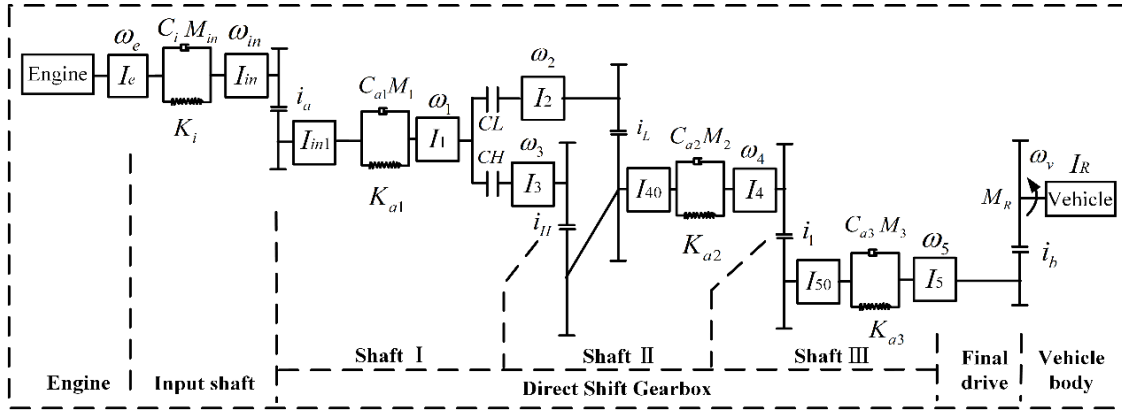 Engine
I_e
ω_e
C_i M_in
K_i
ω_in
I_in
i_a
I_in1
C_a1 M_1
K_a1
ω_1
I_1
CL
CH
ω_2
I_2
ω_3
I_3
i_L
i_H
I_40
C_a2 M_2
K_a2
ω_4
I_4
i_1
I_50
C_a3 M_3
K_a3
ω_5
I_5
i_b
M_R
ω_v
I_R
Vehicle
Engine
Input shaft
Shaft Ⅰ
Shaft Ⅱ
Shaft Ⅲ
Direct Shift Gearbox
Final
drive
Vehicle
body